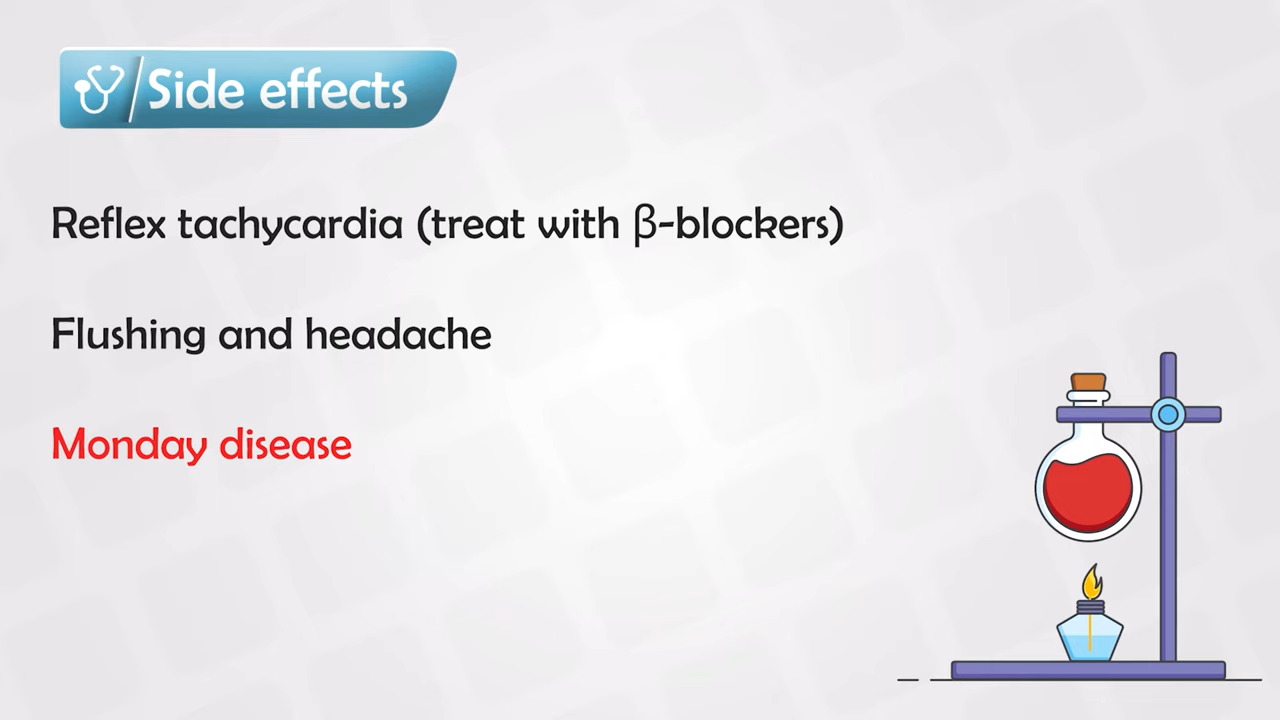 Side effects
Reflex tachycardia (treat with β-blockers)
Flushing and headache
Monday disease